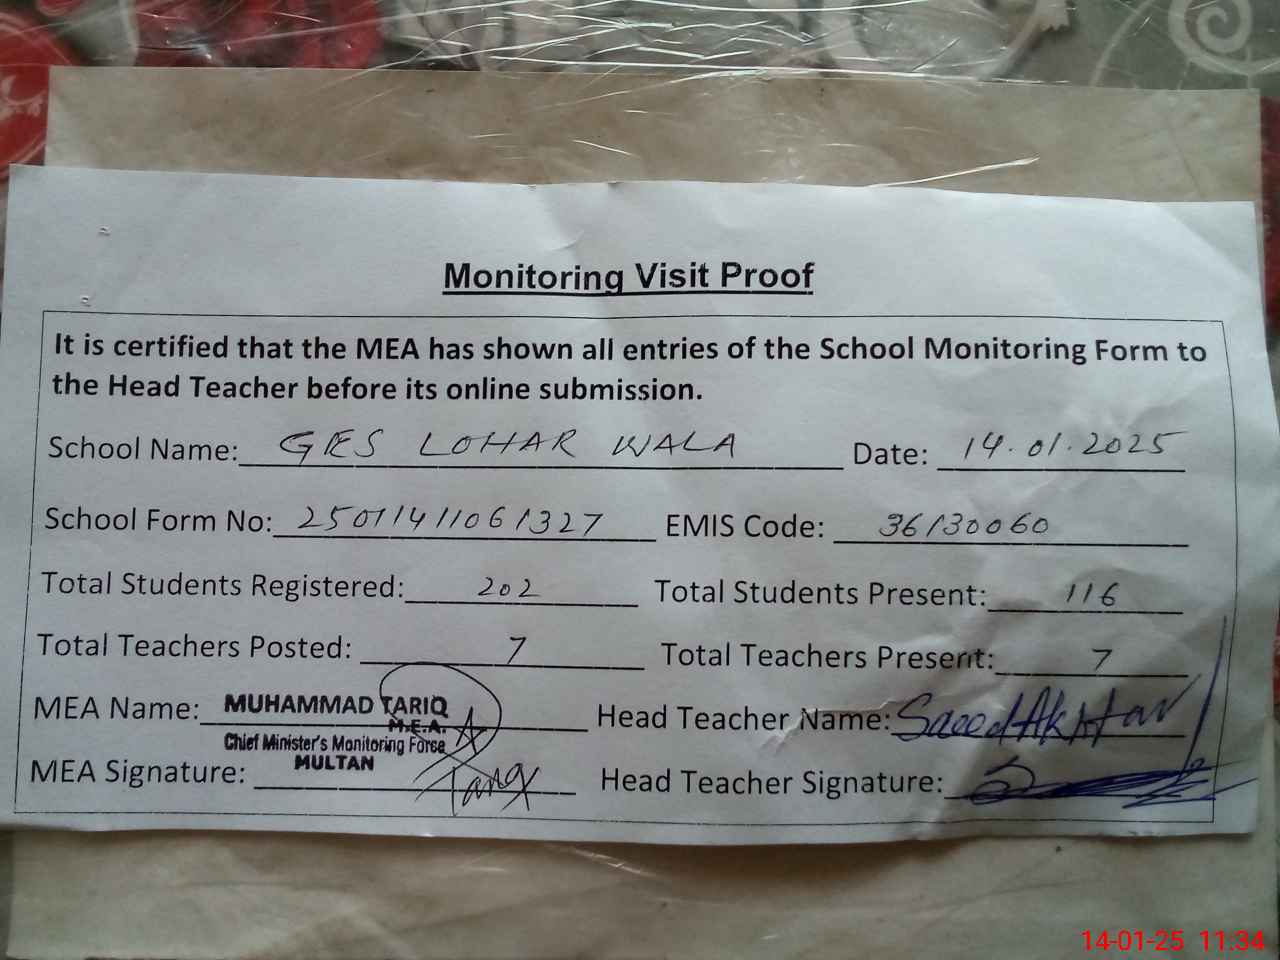 Monitoring Visit Proof
It is certified that the MEA has shown all entries of the School Monitoring Form to
the Head Teacher before its online submission.
School Name: GES LOHAR WALA Date: 14.01.2025
School Form No: 25011411061327 EMIS Code: 36130060
Total Students Registered: 202 Total Students Present: 116
Total Teachers Posted: 7 Total Teachers Present: 7
MEA Name: MUHAMMAD TARIQ Head Teacher Name: Saeed Akhtar
M.E.A.
Chief Minister's Monitoring Force
MULTAN
MEA Signature: Tariq Head Teacher Signature:
14-01-25 11:34